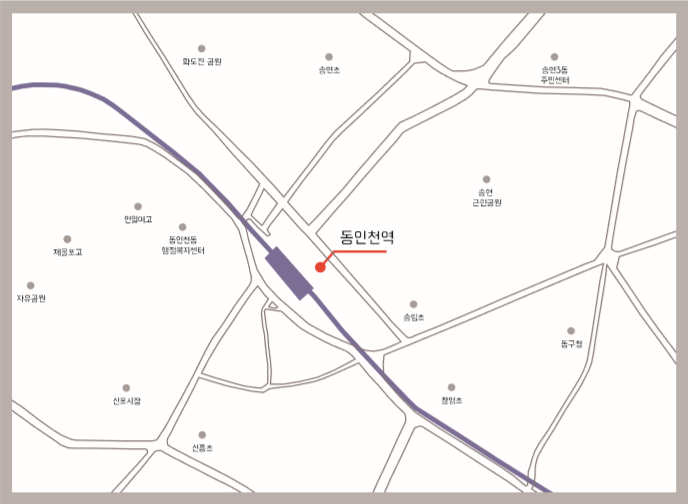 화도진 공원
송현초
송현3동
주민센터
송현
근린공원
인일여고
동인천동
행정복지센터
제물포고
동인천역
자유공원
송림초
동구청
신포시장
창영초
신흥초